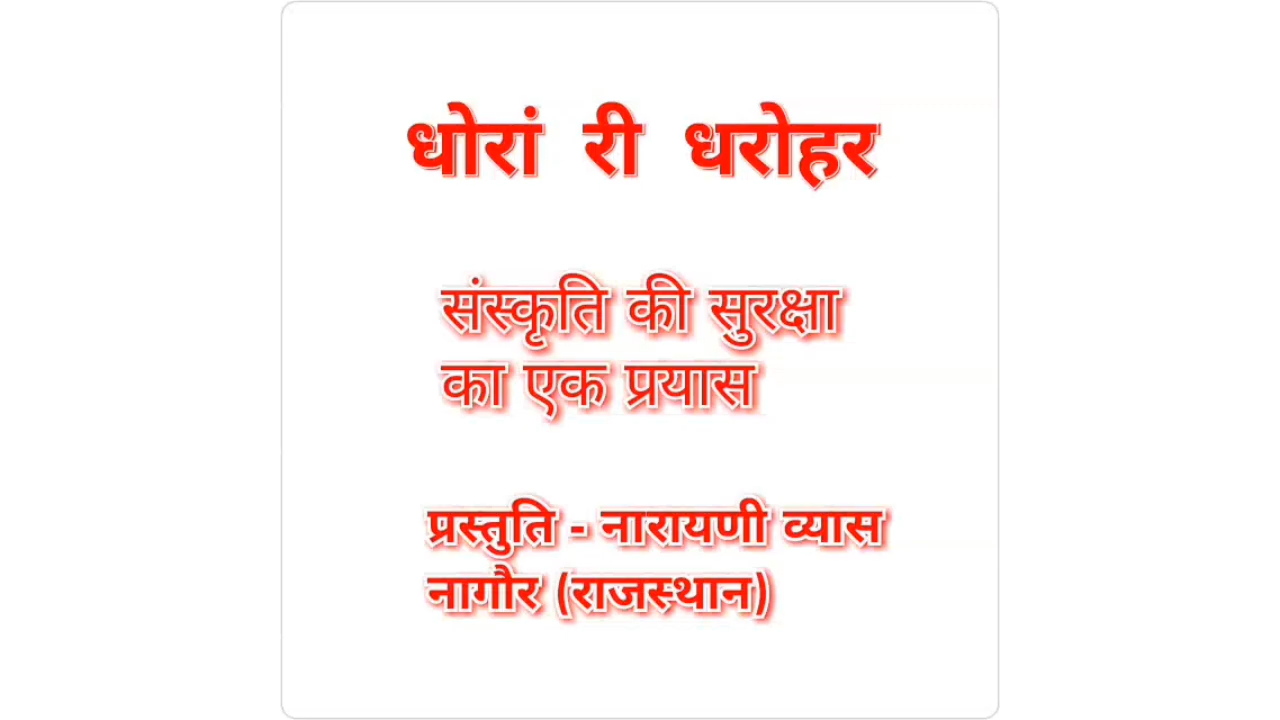 धोरां री धरोहर
संस्कृति की सुरक्षा
का एक प्रयास
प्रस्तुति - नारायणी व्यास
नागौर (राजस्थान)